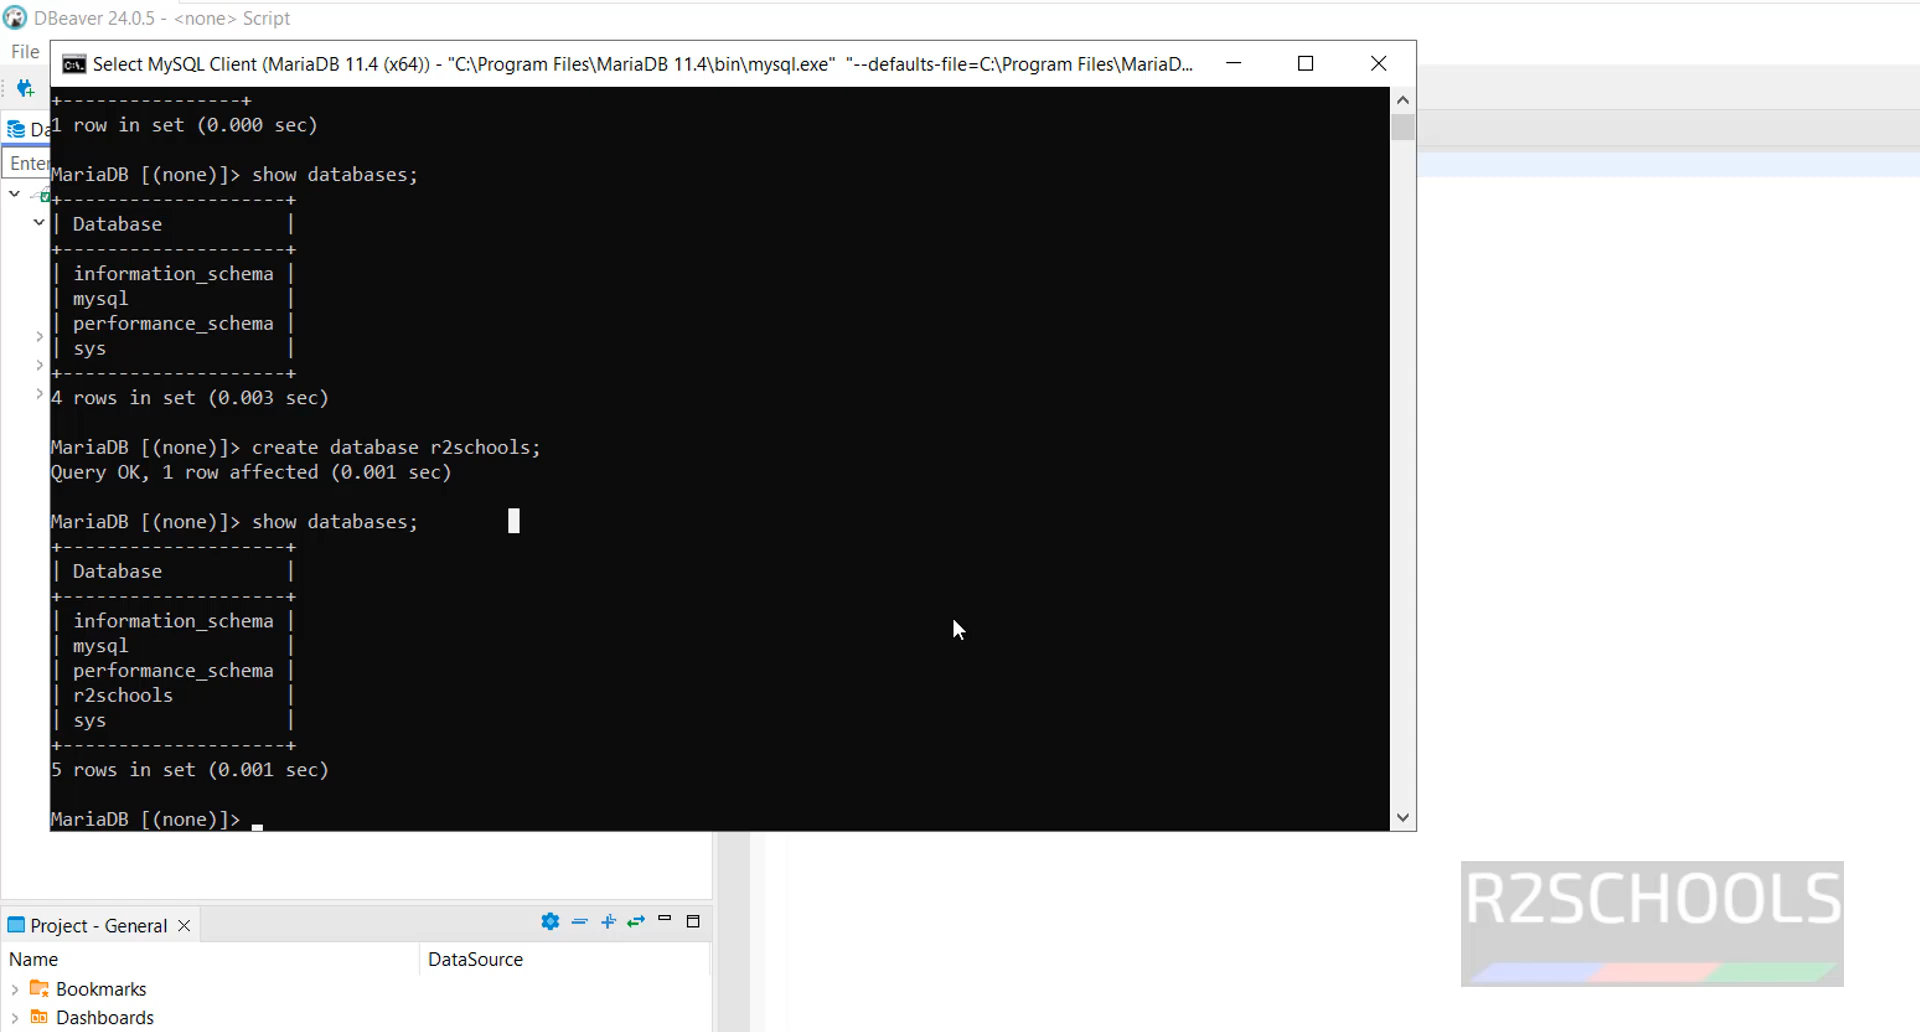 DBeaver 24.0.5 - <none> Script
File
Select MySQL Client (MariaDB 11.4 (x64)) - "C:\Program Files\MariaDB 11.4\bin\mysql.exe" "--defaults-file=C:\Program Files\MariaD...
Da
Enter
+----------------+
1 row in set (0.000 sec)
MariaDB [(none)]> show databases;
+--------------------+
| Database           |
+--------------------+
| information_schema |
| mysql              |
| performance_schema |
| sys                |
+--------------------+
4 rows in set (0.003 sec)
MariaDB [(none)]> create database r2schools;
Query OK, 1 row affected (0.001 sec)
MariaDB [(none)]> show databases;
+--------------------+
| Database           |
+--------------------+
| information_schema |
| mysql              |
| performance_schema |
| r2schools          |
| sys                |
+--------------------+
5 rows in set (0.001 sec)
MariaDB [(none)]> _
Project - General
Name DataSource
Bookmarks
Dashboards
R2SCHOOLS